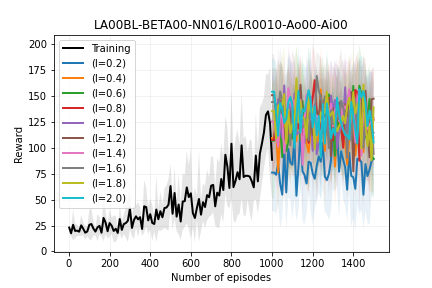 LA00BL-BETA00-NN016/LR0010-Ao00-Ai00
200
175
150
125
100
75
50
25
0
Reward
Training
(l=0.2)
(l=0.4)
(l=0.6)
(l=0.8)
(l=1.0)
(l=1.2)
(l=1.4)
(l=1.6)
(l=1.8)
(l=2.0)
0 200 400 600 800 1000 1200 1400
Number of episodes